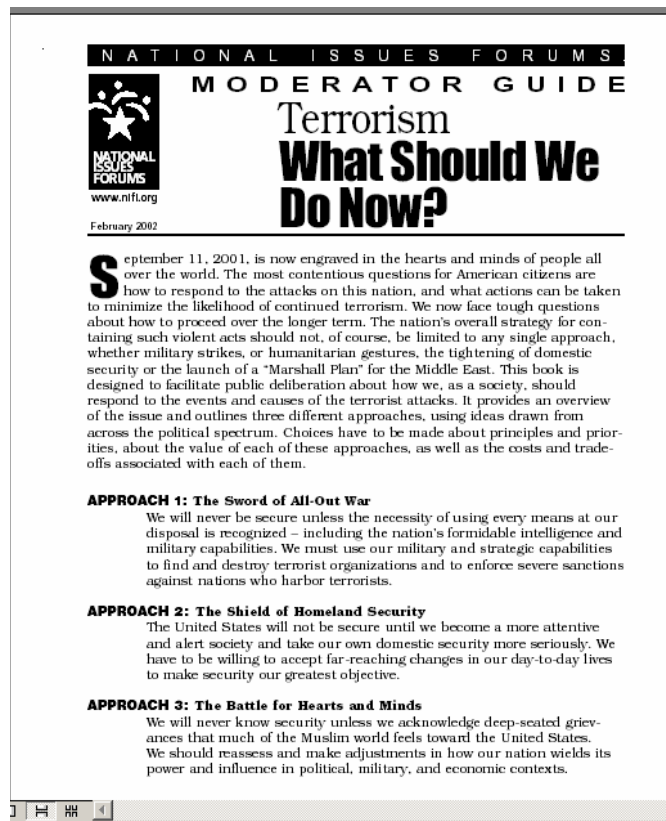 NATIONAL ISSUES FORUMS
MODERATOR GUIDE
Terrorism
What Should We
Do Now?
NATIONAL
ISSUES
FORUMS
www.nifi.org
February 2002
September 11, 2001, is now engraved in the hearts and minds of people all
over the world. The most contentious questions for American citizens are
how to respond to the attacks on this nation, and what actions can be taken
to minimize the likelihood of continued terrorism. We now face tough questions
about how to proceed over the longer term. The nation's overall strategy for con-
taining such violent acts should not, of course, be limited to any single approach,
whether military strikes, or humanitarian gestures, the tightening of domestic
security or the launch of a "Marshall Plan" for the Middle East. This book is
designed to facilitate public deliberation about how we, as a society, should
respond to the events and causes of the terrorist attacks. It provides an overview
of the issue and outlines three different approaches, using ideas drawn from
across the political spectrum. Choices have to be made about principles and prior-
ities, about the value of each of these approaches, as well as the costs and trade-
offs associated with each of them.
APPROACH 1: The Sword of All-Out War
We will never be secure unless the necessity of using every means at our
disposal is recognized – including the nation's formidable intelligence and
military capabilities. We must use our military and strategic capabilities
to find and destroy terrorist organizations and to enforce severe sanctions
against nations who harbor terrorists.
APPROACH 2: The Shield of Homeland Security
The United States will not be secure until we become a more attentive
and alert society and take our own domestic security more seriously. We
have to be willing to accept far-reaching changes in our day-to-day lives
to make security our greatest objective.
APPROACH 3: The Battle for Hearts and Minds
We will never know security unless we acknowledge deep-seated griev-
ances that much of the Muslim world feels toward the United States.
We should reassess and make adjustments in how our nation wields its
power and influence in political, military, and economic contexts.